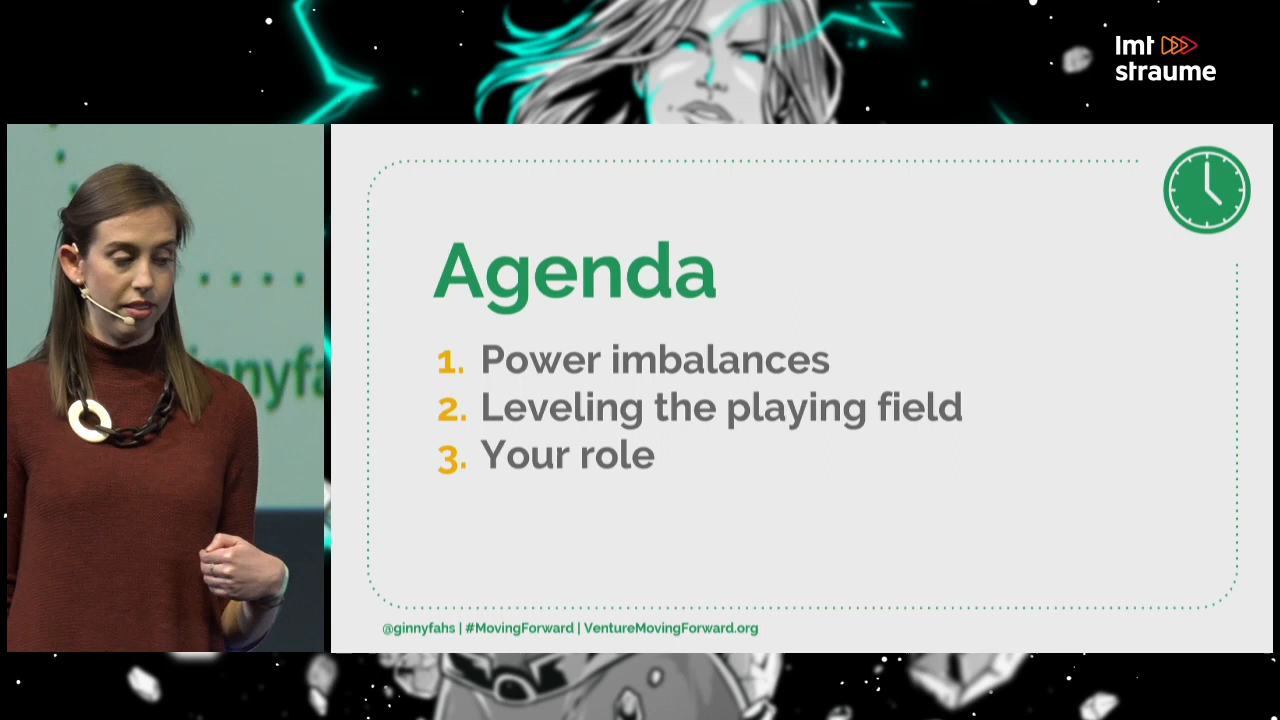 lmt
straume
Agenda
1. Power imbalances
2. Leveling the playing field
3. Your role
@ginnyfahs | #MovingForward | VentureMovingForward.org